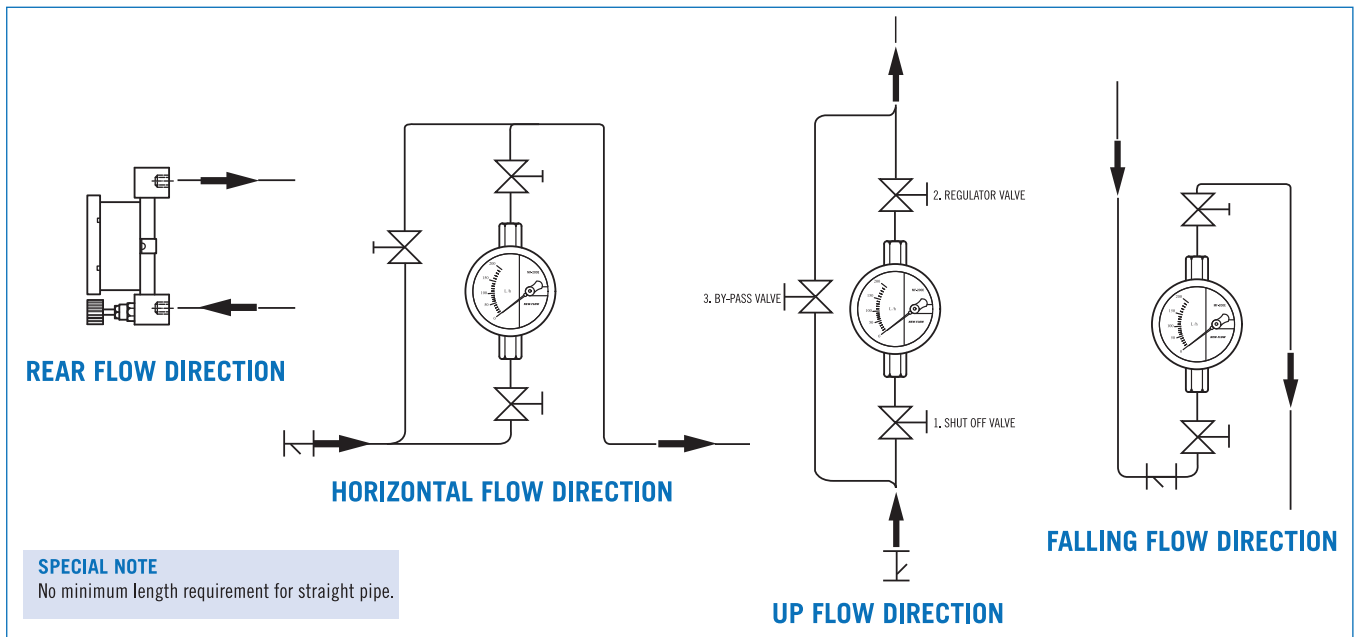 2. REGULATOR VALVE
3. BY-PASS VALVE
1. SHUT OFF VALVE
REAR FLOW DIRECTION
HORIZONTAL FLOW DIRECTION
UP FLOW DIRECTION
FALLING FLOW DIRECTION
SPECIAL NOTE
No minimum length requirement for straight pipe.